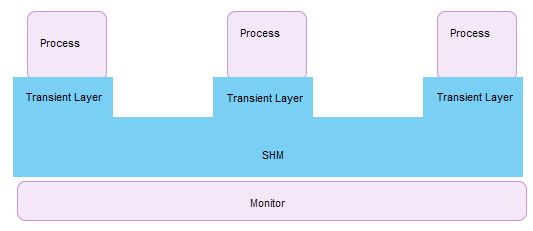 Process
Process
Process
Transient Layer
Transient Layer
Transient Layer
SHM
Monitor